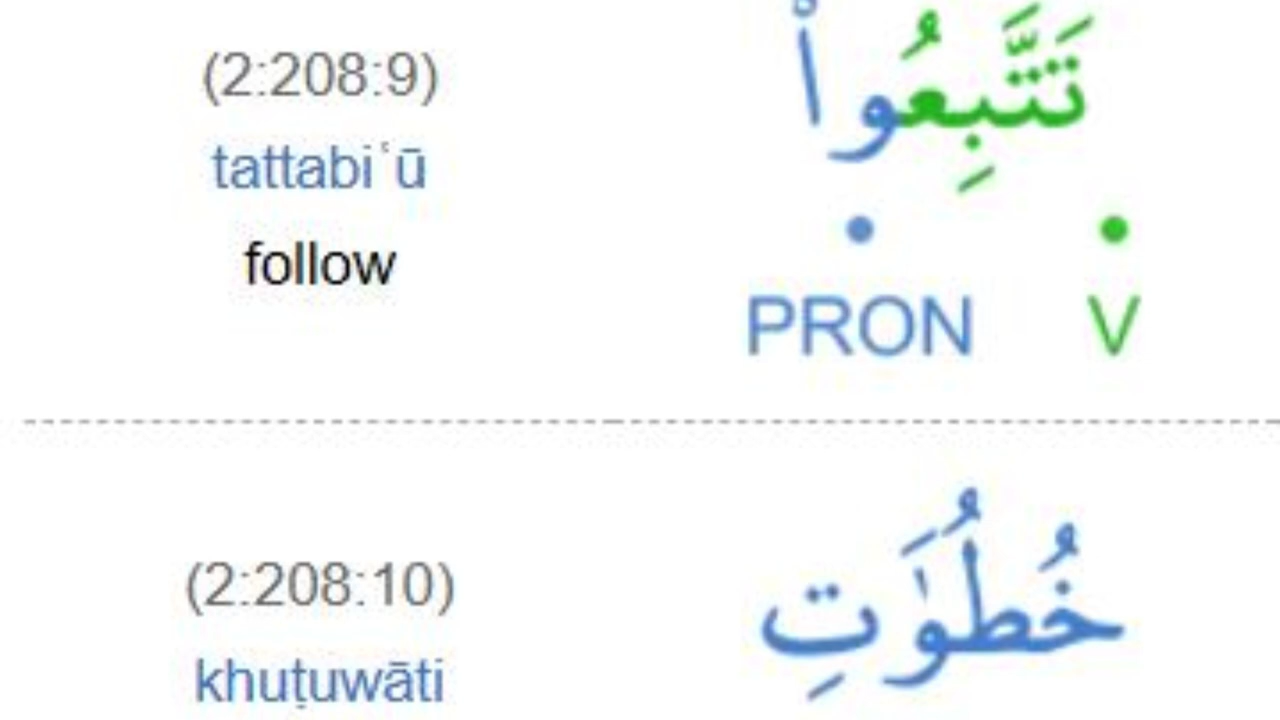 (2:208:9)
tattabiʿū
follow
تَتَّبِعُوا۟
PRON V
(2:208:10)
khuṭuwāti
خُطُوَٰتِ